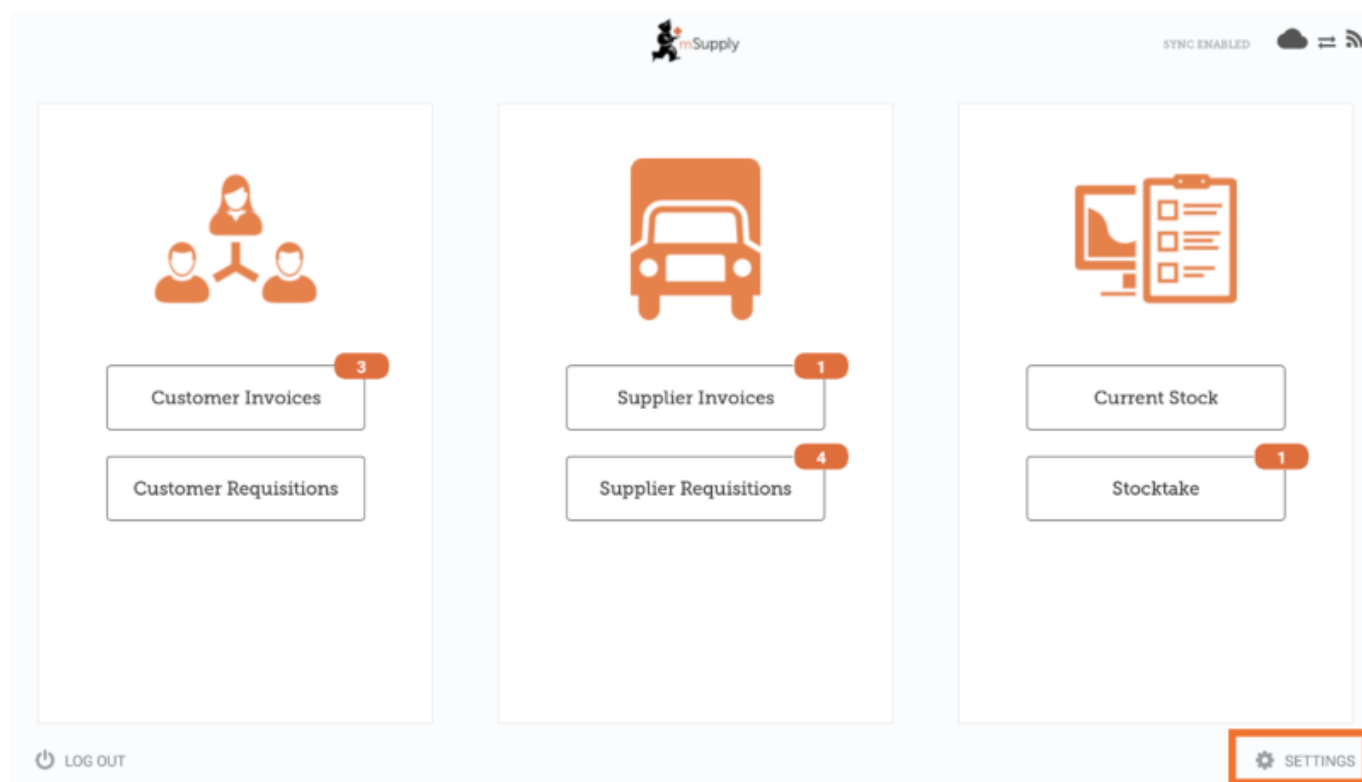 mSupply
SYNC ENABLED
3
Customer Invoices
Customer Requisitions
1
Supplier Invoices
4
Supplier Requisitions
Current Stock
1
Stocktake
LOG OUT
SETTINGS